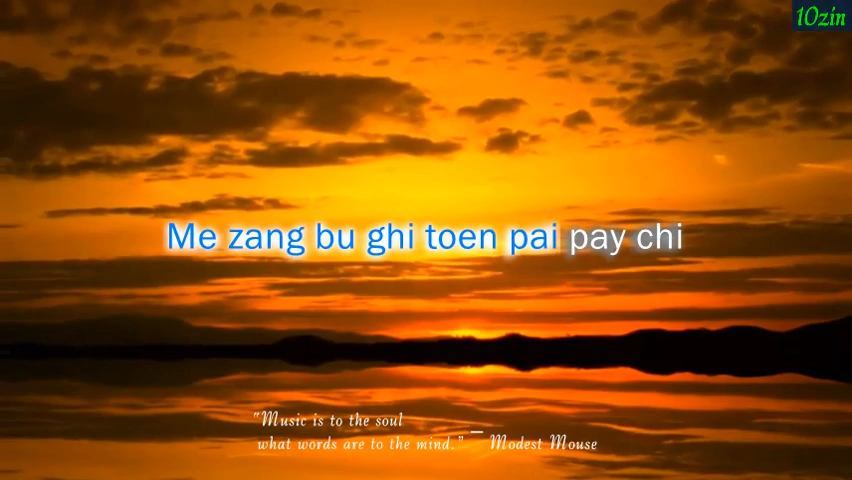 10zin
Me zang bu ghi toen pai pay chi
"Music is to the soul
what words are to the mind." — Modest Mouse